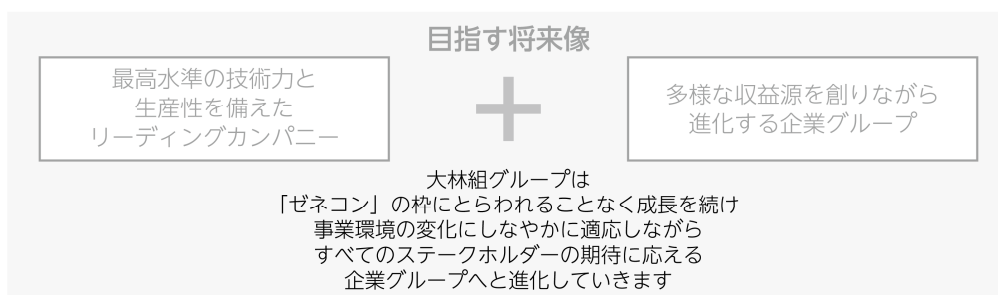 目指す将来像
最高水準の技術力と
生産性を備えた
リーディングカンパニー
多様な収益源を創りながら
進化する企業グループ
大林組グループは
「ゼネコン」の枠にとらわれることなく成長を続け
事業環境の変化にしなやかに適応しながら
すべてのステークホルダーの期待に応える
企業グループへと進化していきます